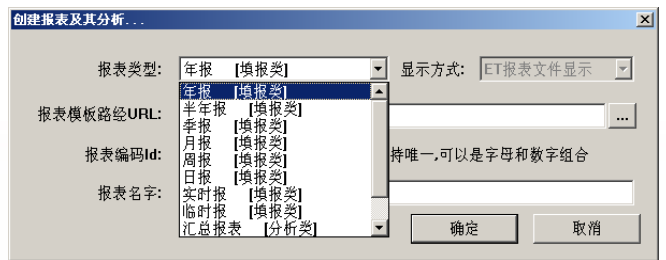 创建报表及其分析...
报表类型: 年报 [填报类] 显示方式: ET报表文件显示
年报 [填报类]
半年报 [填报类]
报表模板路经URL: ...
季报 [填报类]
月报 [填报类]
报表编码Id: 持唯一,可以是字母和数字组合
周报 [填报类]
日报 [填报类]
报表名字:
实时报 [填报类]
临时报 [填报类]
汇总报表 [分析类]
确定 取消